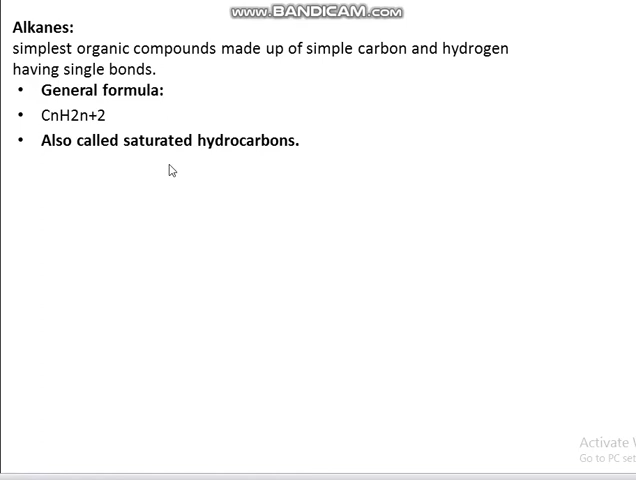 www.BANDICAM.com
Alkanes:
simplest organic compounds made up of simple carbon and hydrogen
having single bonds.
• General formula:
• CnH2n+2
• Also called saturated hydrocarbons.
Activate
Go to PC